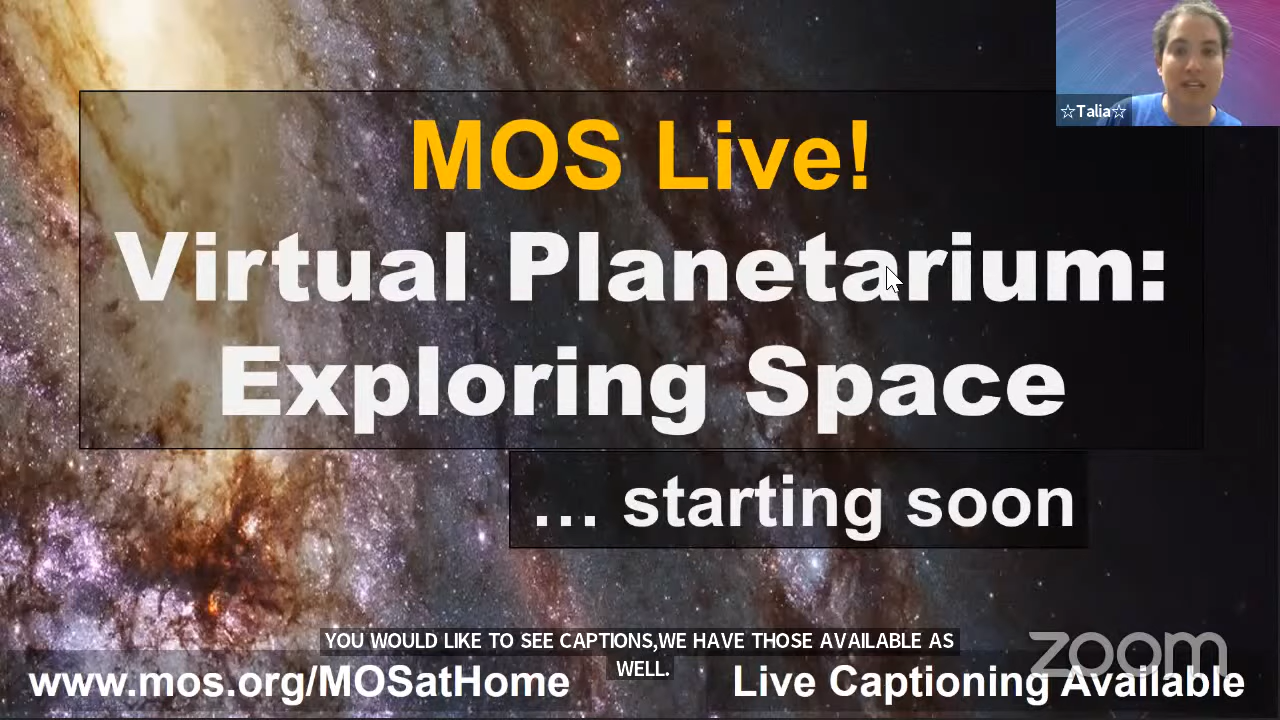 ☆Talia☆
MOS Live!
Virtual Planetarium:
Exploring Space
... starting soon
YOU WOULD LIKE TO SEE CAPTIONS,WE HAVE THOSE AVAILABLE AS
WELL.
zoom
www.mos.org/MOSatHome
Live Captioning Available